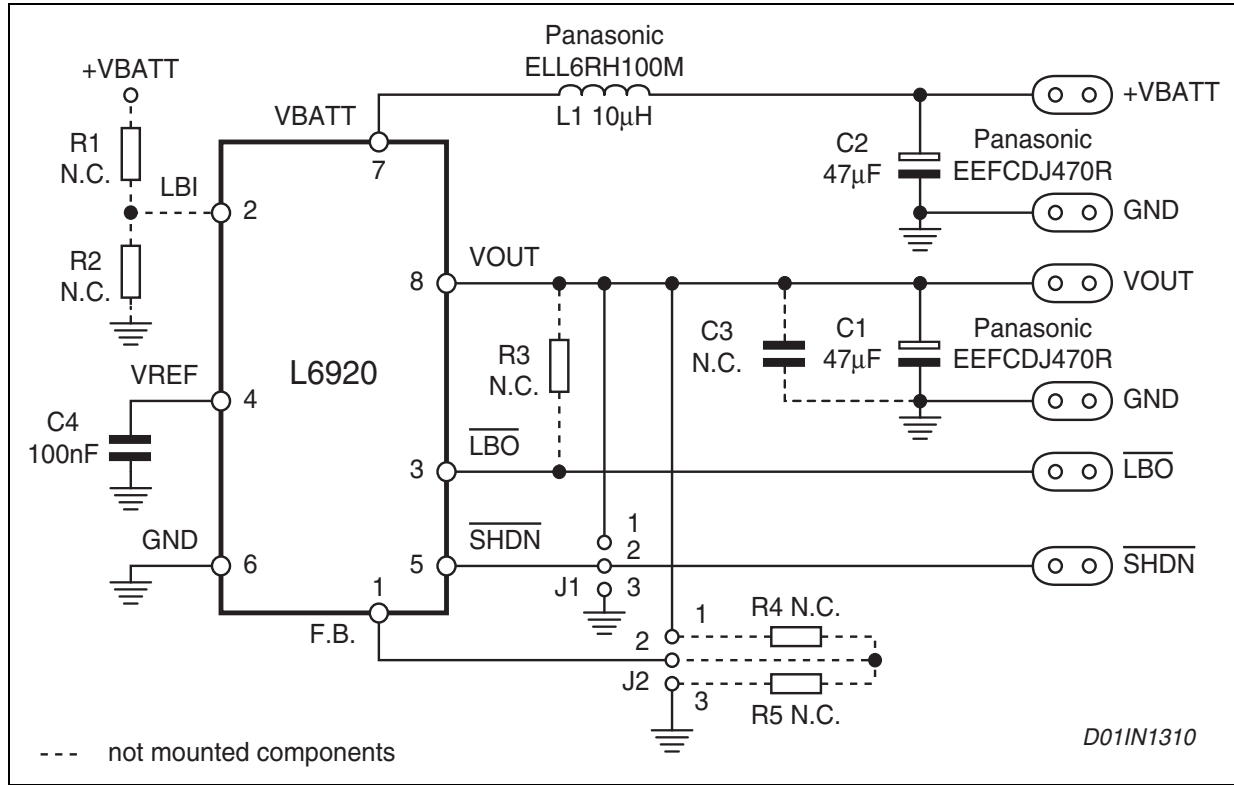 Panasonic
ELL6RH100M
L1 10μH
+VBATT
R1
N.C.
LBI
R2
N.C.
VBATT
7
2
+VBATT
C2
47μF
Panasonic
EEFCDJ470R
GND
VOUT
8
VOUT
R3
N.C.
C3
N.C.
C1
47μF
Panasonic
EEFCDJ470R
GND
VREF
4
L6920
C4
100nF
LBO
3
LBO
GND
6
SHDN
5
1
2
J1
3
SHDN
1
F.B.
1
2
J2
3
R4 N.C.
R5 N.C.
--- not mounted components
D01IN1310